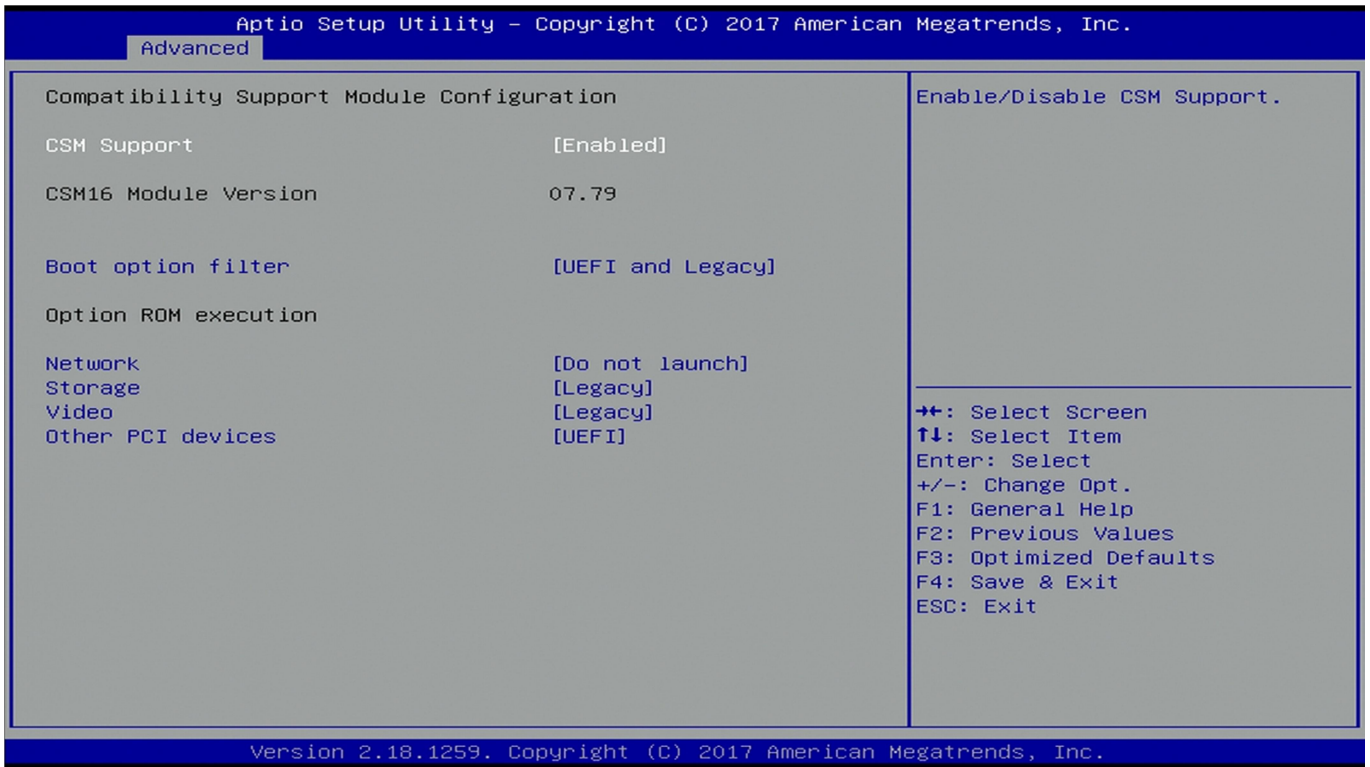 Aptio Setup Utility – Copyright (C) 2017 American Megatrends, Inc.
Advanced
Compatibility Support Module Configuration
CSM Support [Enabled]
CSM16 Module Version 07.79
Boot option filter [UEFI and Legacy]
Option ROM execution
Network [Do not launch]
Storage [Legacy]
Video [Legacy]
Other PCI devices [UEFI]
Enable/Disable CSM Support.
→←: Select Screen
↑↓: Select Item
Enter: Select
+/-: Change Opt.
F1: General Help
F2: Previous Values
F3: Optimized Defaults
F4: Save & Exit
ESC: Exit
Version 2.18.1259. Copyright (C) 2017 American Megatrends, Inc.